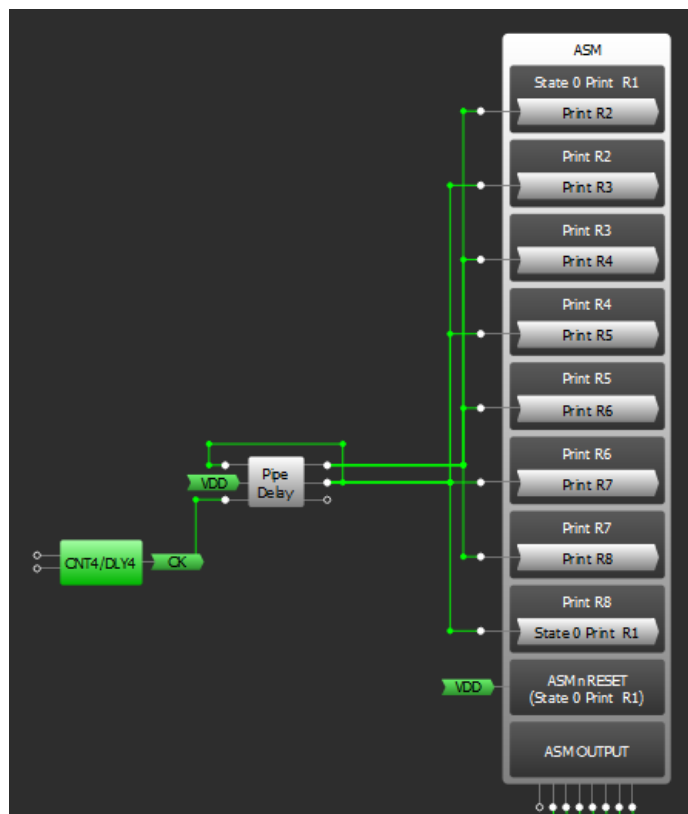 ASM
State 0 Print R1
Print R2
Print R2
Print R3
Print R3
Print R4
Print R4
Print R5
Print R5
Print R6
Print R6
Print R7
Print R7
Print R8
Print R8
State 0 Print R1
VDD
Pipe
Delay
CNT4/DLY4
CK
VDD
ASM nRESET
(State 0 Print R1)
ASM OUTPUT